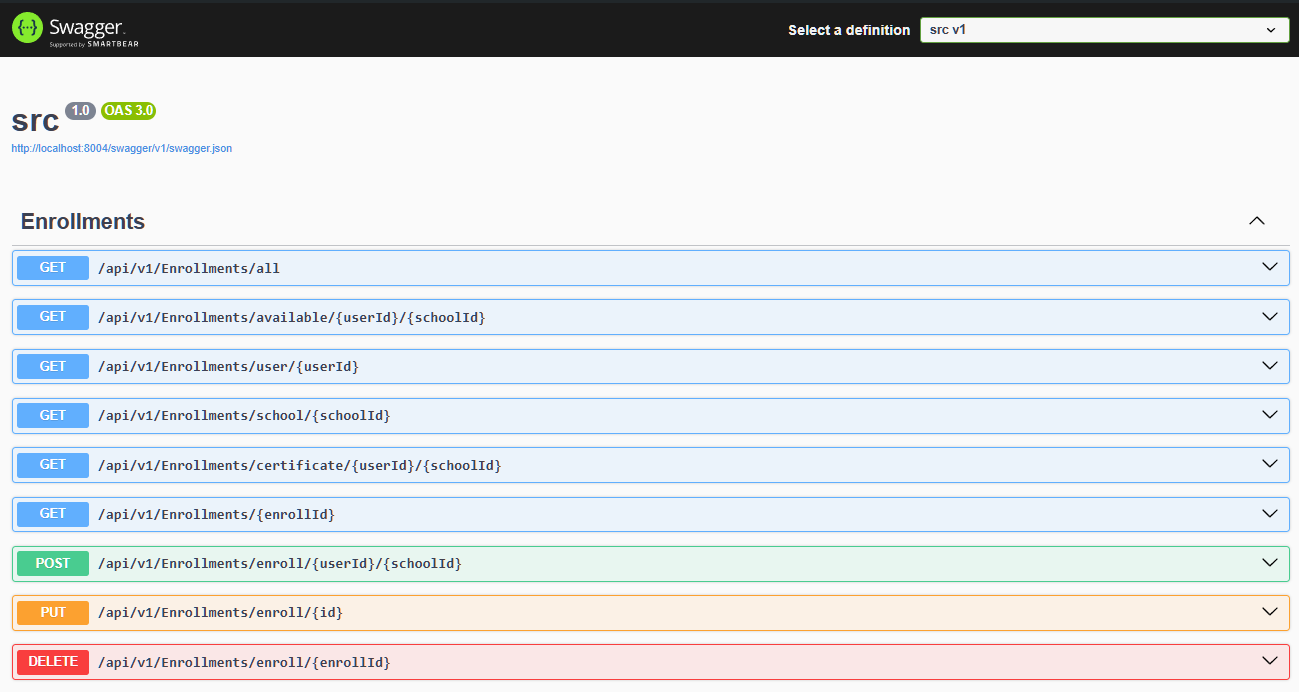 Swagger.
Supported by SMARTBEAR
Select a definition
src v1
src 1.0 OAS 3.0
http://localhost:8004/swagger/v1/swagger.json
Enrollments
GET /api/v1/Enrollments/all
GET /api/v1/Enrollments/available/{userId}/{schoolId}
GET /api/v1/Enrollments/user/{userId}
GET /api/v1/Enrollments/school/{schoolId}
GET /api/v1/Enrollments/certificate/{userId}/{schoolId}
GET /api/v1/Enrollments/{enrollId}
POST /api/v1/Enrollments/enroll/{userId}/{schoolId}
PUT /api/v1/Enrollments/enroll/{id}
DELETE /api/v1/Enrollments/enroll/{enrollId}